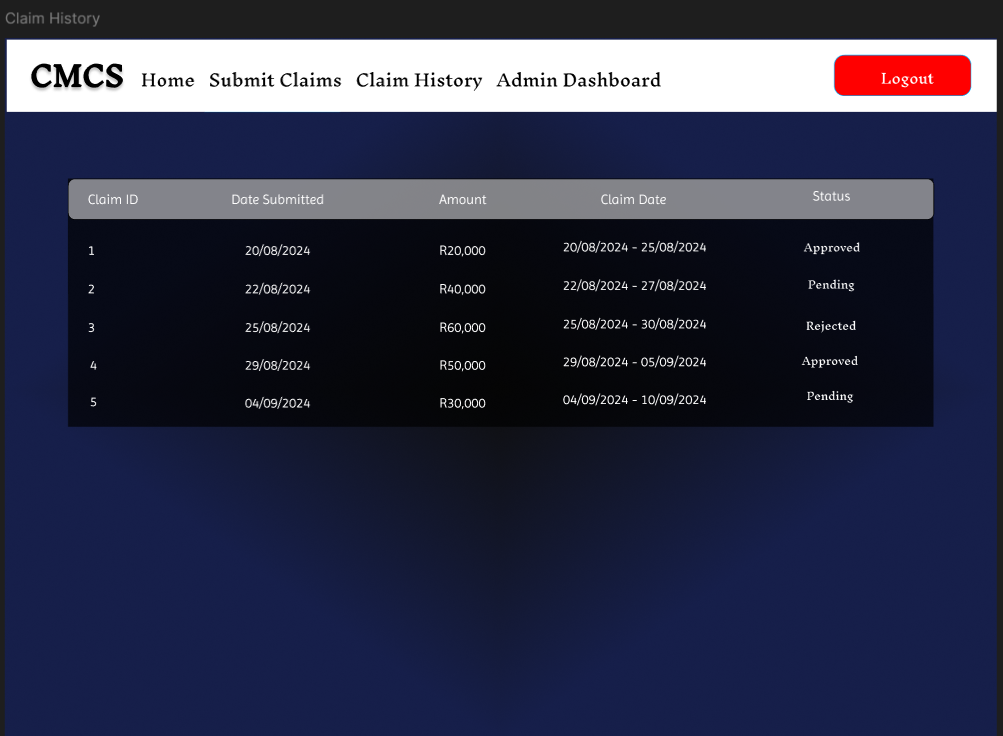 Claim History
CMCS Home Submit Claims Claim History Admin Dashboard Logout
Claim ID Date Submitted Amount Claim Date Status
1 20/08/2024 R20,000 20/08/2024 - 25/08/2024 Approved
2 22/08/2024 R40,000 22/08/2024 - 27/08/2024 Pending
3 25/08/2024 R60,000 25/08/2024 - 30/08/2024 Rejected
4 29/08/2024 R50,000 29/08/2024 - 05/09/2024 Approved
5 04/09/2024 R30,000 04/09/2024 - 10/09/2024 Pending